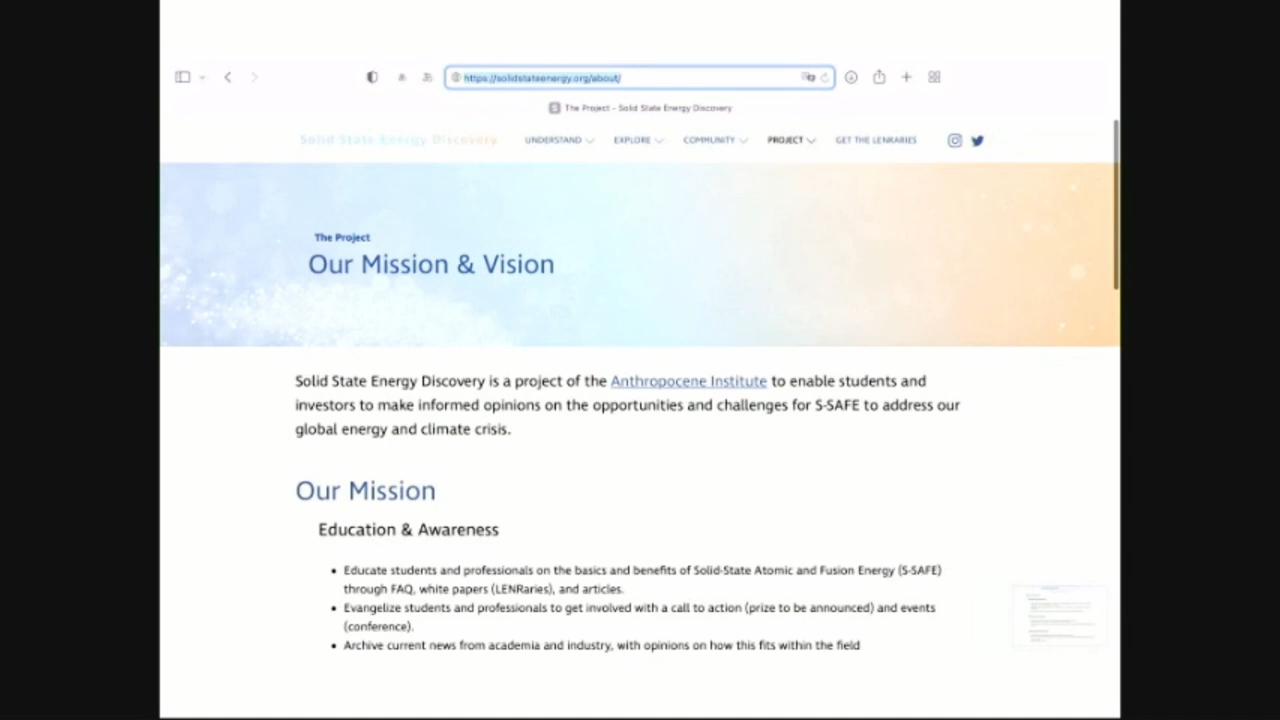 https://solidstateenergy.org/about/
The Project – Solid State Energy Discovery
Solid State Energy Discovery
UNDERSTAND
EXPLORE
COMMUNITY
PROJECT
GET THE LENRARIES
The Project
Our Mission & Vision
Solid State Energy Discovery is a project of the Anthropocene Institute to enable students and
investors to make informed opinions on the opportunities and challenges for S-SAFE to address our
global energy and climate crisis.
Our Mission
Education & Awareness
• Educate students and professionals on the basics and benefits of Solid-State Atomic and Fusion Energy (S-SAFE)
through FAQ, white papers (LENRaries), and articles.
• Evangelize students and professionals to get involved with a call to action (prize to be announced) and events
(conference).
• Archive current news from academia and industry, with opinions on how this fits within the field